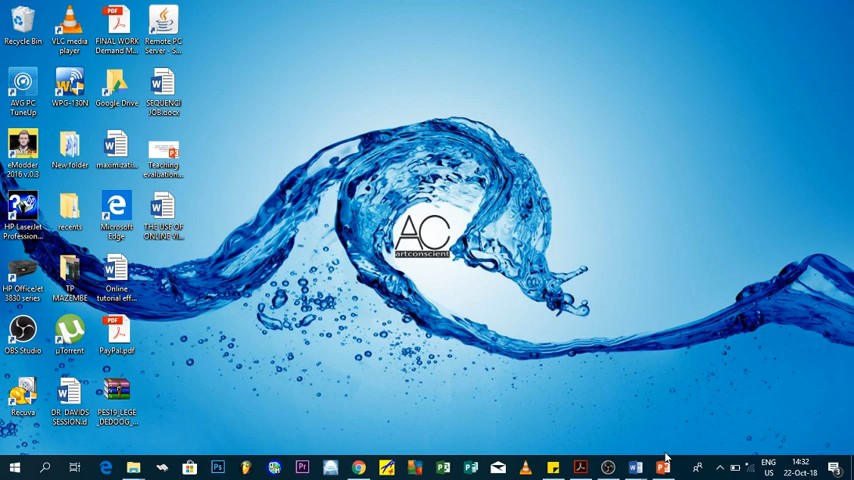 Recycle Bin
VLC media
player
FINAL WORK
Demand M...
Remote PC
Server - S...
AVG PC
TuneUp
WPG-130N
Google Drive
SEQUENCI
JOB.docx
eModder
2016 v.0.3
New folder
maximizati...
Teaching
evaluation...
HP LaserJet
Profession...
recents
Microsoft
Edge
THE USE OF
ONLINE VI...
HP OfficeJet
3830 series
TP
MAZEMBE
Online
tutorial eff...
OBS Studio
µTorrent
PayPal.pdf
Recuva
DR_DAVIDS
SESSION.d
PES19_LEGE
_DEDOOG_...
AC
artconscient
ENG
US
14:32
22-Oct-18
3